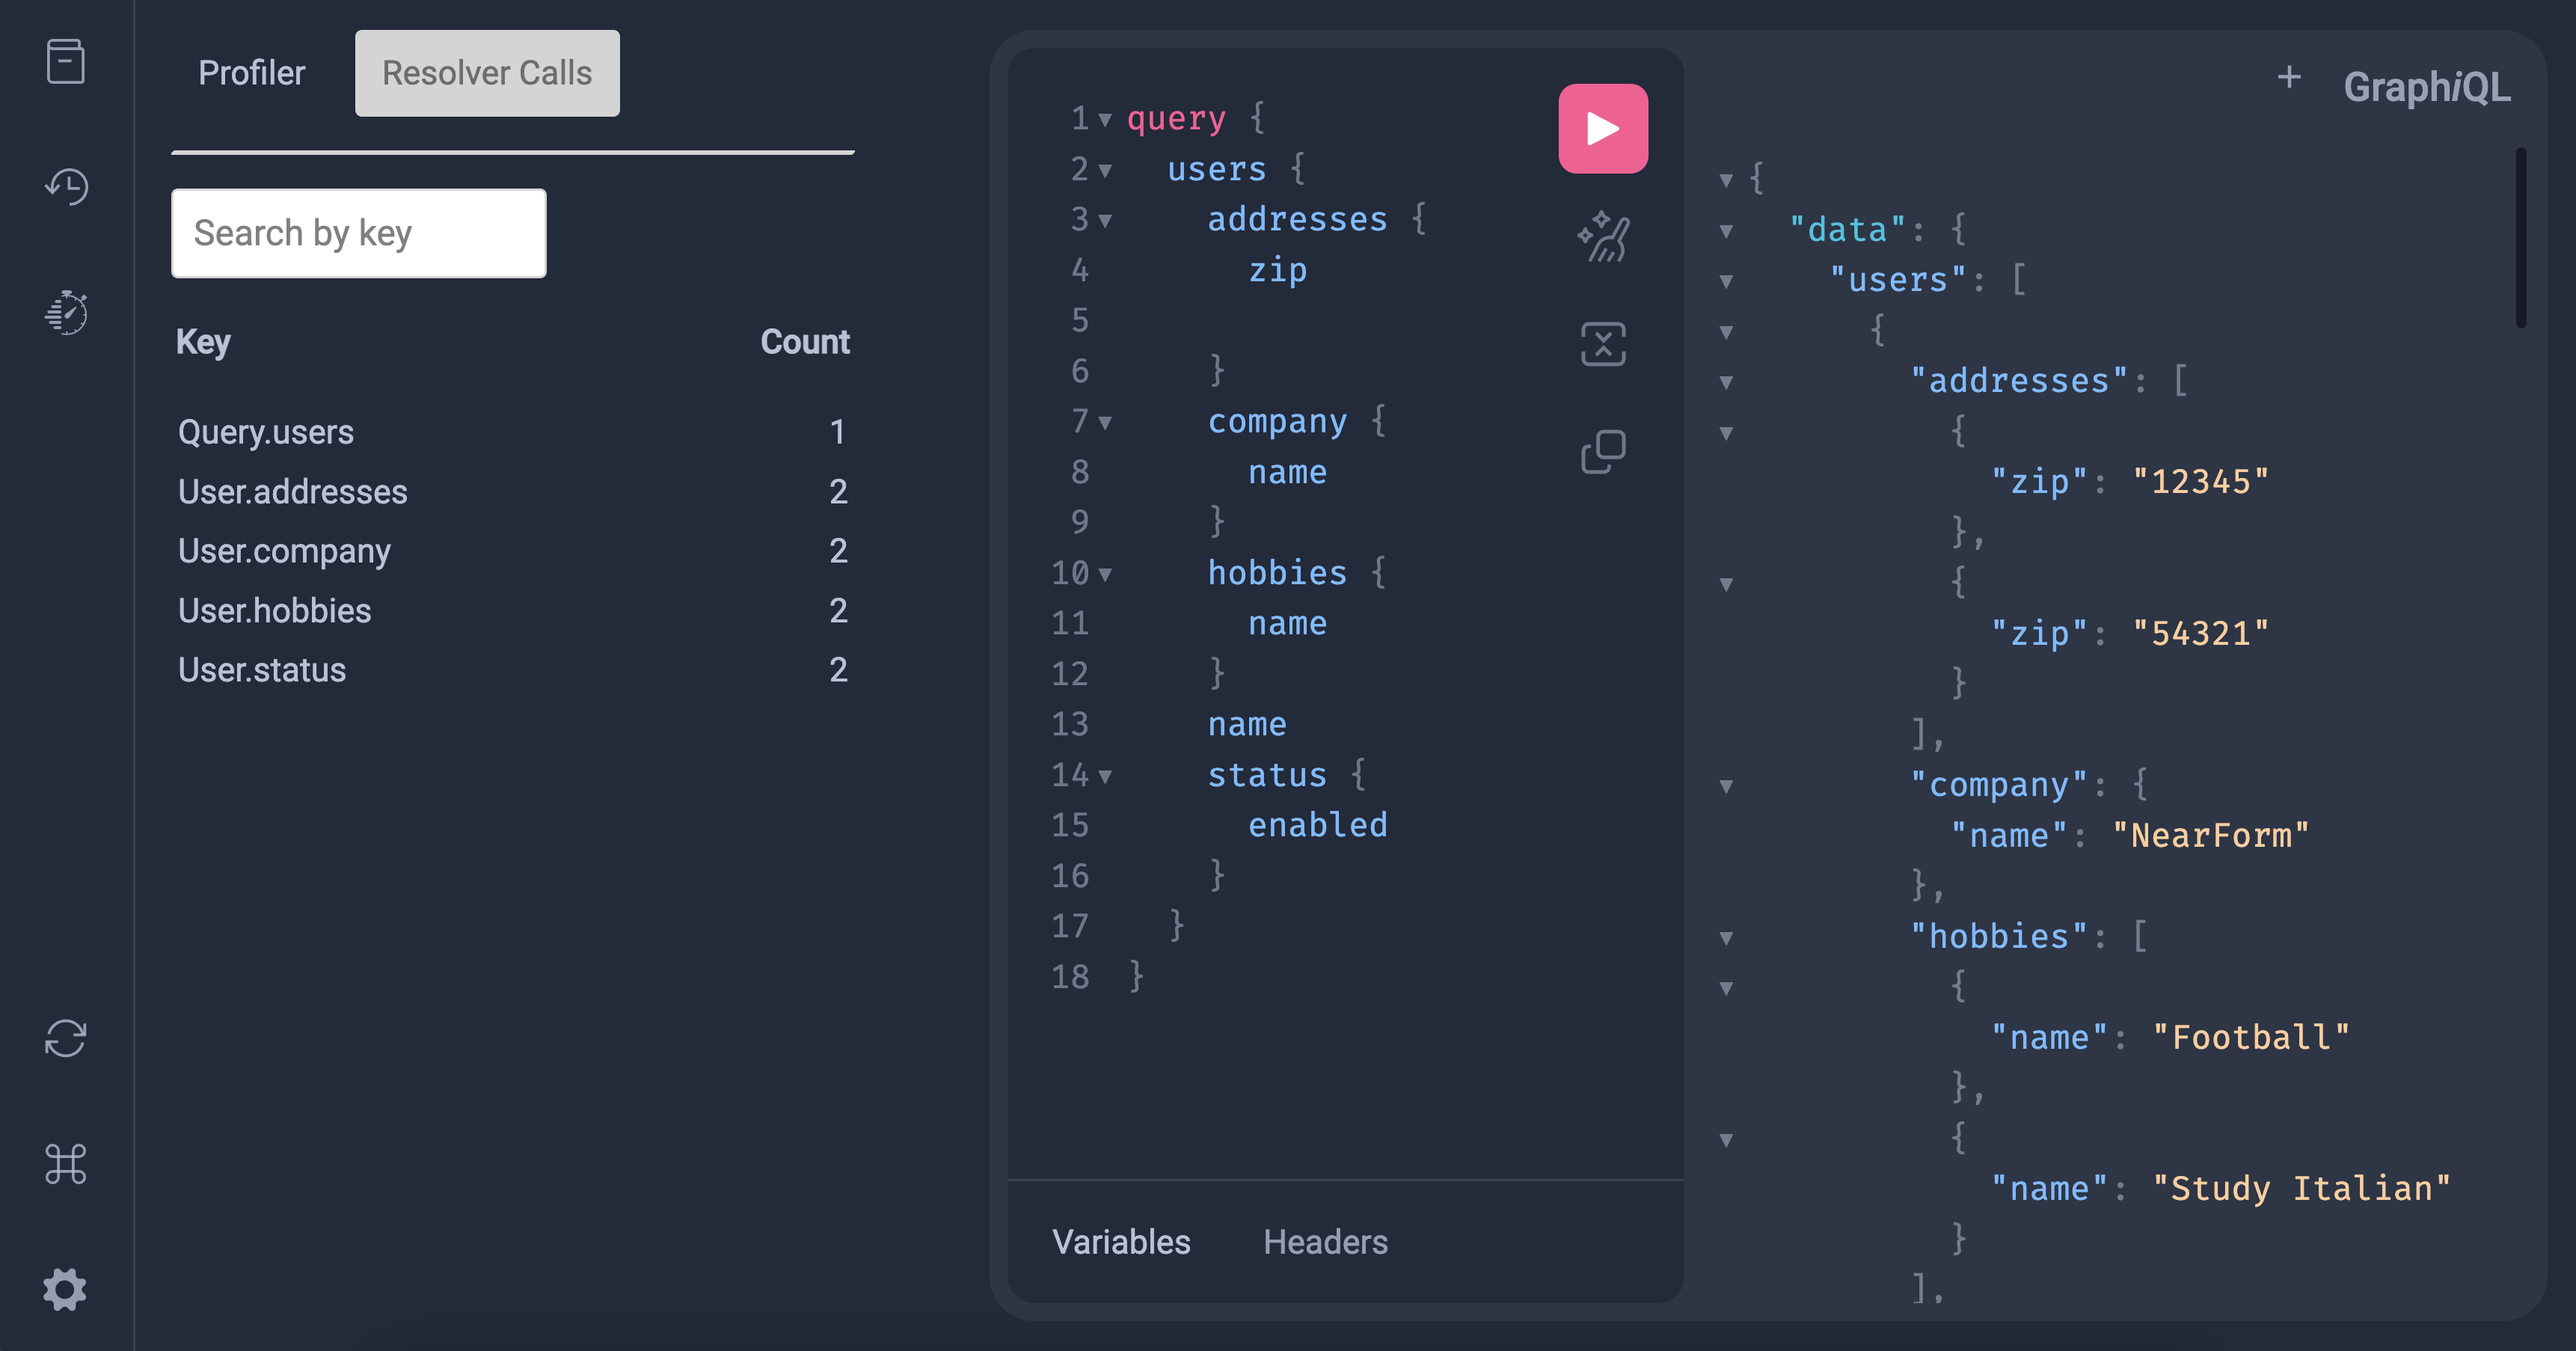 Profiler
Resolver Calls
Search by key
Key Count
Query.users 1
User.addresses 2
User.company 2
User.hobbies 2
User.status 2
1 query {
2 users {
3 addresses {
4 zip
5
6 }
7 company {
8 name
9 }
10 hobbies {
11 name
12 }
13 name
14 status {
15 enabled
16 }
17 }
18 }
Variables Headers
+ GraphiQL
{
"data": {
"users": [
{
"addresses": [
{
"zip": "12345"
},
{
"zip": "54321"
}
],
"company": {
"name": "NearForm"
},
"hobbies": [
{
"name": "Football"
},
{
"name": "Study Italian"
}
],